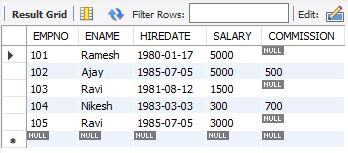 Result Grid Filter Rows: Edit:
EMPNO ENAME HIREDATE SALARY COMMISSION
101 Ramesh 1980-01-17 5000 NULL
102 Ajay 1985-07-05 5000 500
103 Ravi 1981-08-12 1500 NULL
104 Nikesh 1983-03-03 300 700
105 Ravi 1985-07-05 3000 NULL
NULL NULL NULL NULL NULL